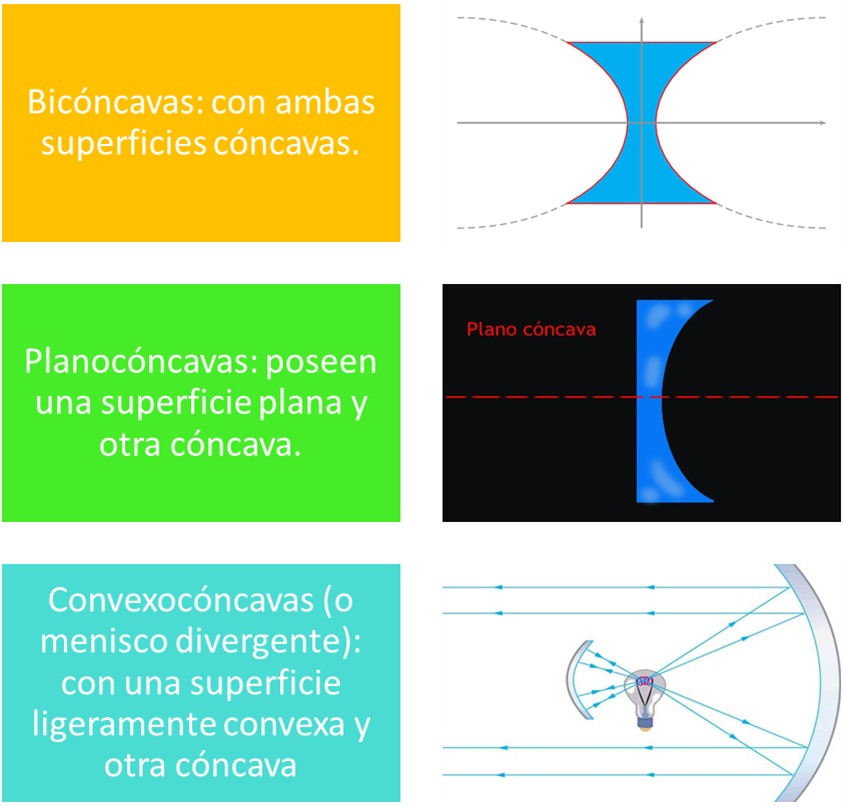 Bicóncavas: con ambas
superficies cóncavas.
Plano cóncava
Planocóncavas: poseen
una superficie plana y
otra cóncava.
Convexocóncavas (o
menisco divergente):
con una superficie
ligeramente convexa y
otra cóncava